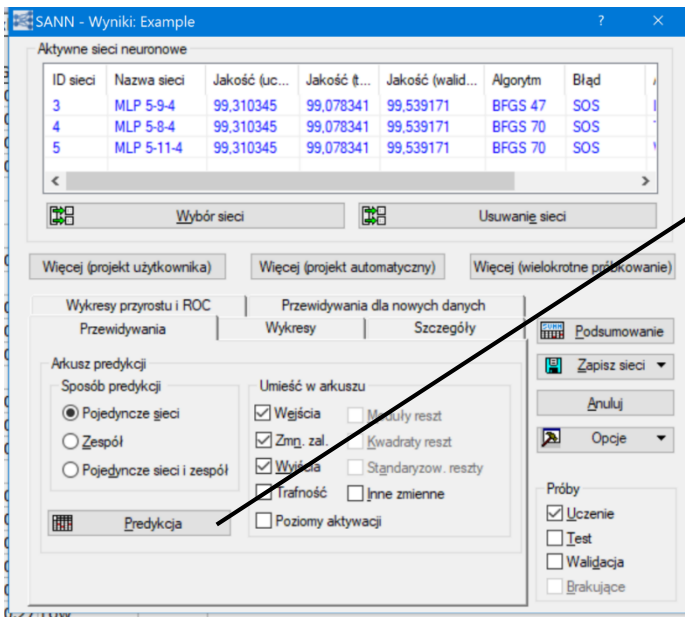 SANN - Wyniki: Example
Aktywne sieci neuronowe
ID sieci Nazwa sieci Jakość (uc... Jakość (t... Jakość (walid... Algorytm Błąd
3 MLP 5-9-4 99,310345 99,078341 99,539171 BFGS 47 SOS
4 MLP 5-8-4 99,310345 99,078341 99,539171 BFGS 70 SOS
5 MLP 5-11-4 99,310345 99,078341 99,539171 BFGS 70 SOS
Wybór sieci Usuwanie sieci
Więcej (projekt użytkownika) Więcej (projekt automatyczny) Więcej (wielokrotne próbkowanie)
Wykresy przyrostu i ROC Przewidywania dla nowych danych
Przewidywania Wykresy Szczegóły
Arkusz predykcji
Sposób predykcji
Pojedyncze sieci
Zespół
Pojedyncze sieci i zespół
Predykcja
Umieść w arkuszu
Wejścia Moduły reszt
Zmn. zal. Kwadraty reszt
Wyjścia Standaryzow. reszty
Trafność Inne zmienne
Poziomy aktywacji
Podsumowanie
Zapisz sieci
Anuluj
Opcje
Próby
Uczenie
Test
Walidacja
Brakujące